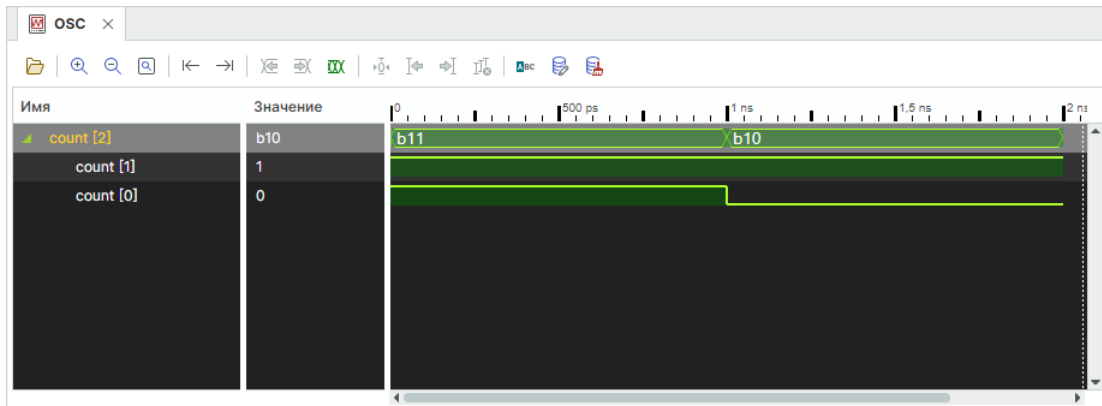 OSC
ABC
Имя Значение 0 500 ps 1 ns 1,5 ns 2 ns
count [2] b10 b11 b10
count [1] 1
count [0] 0